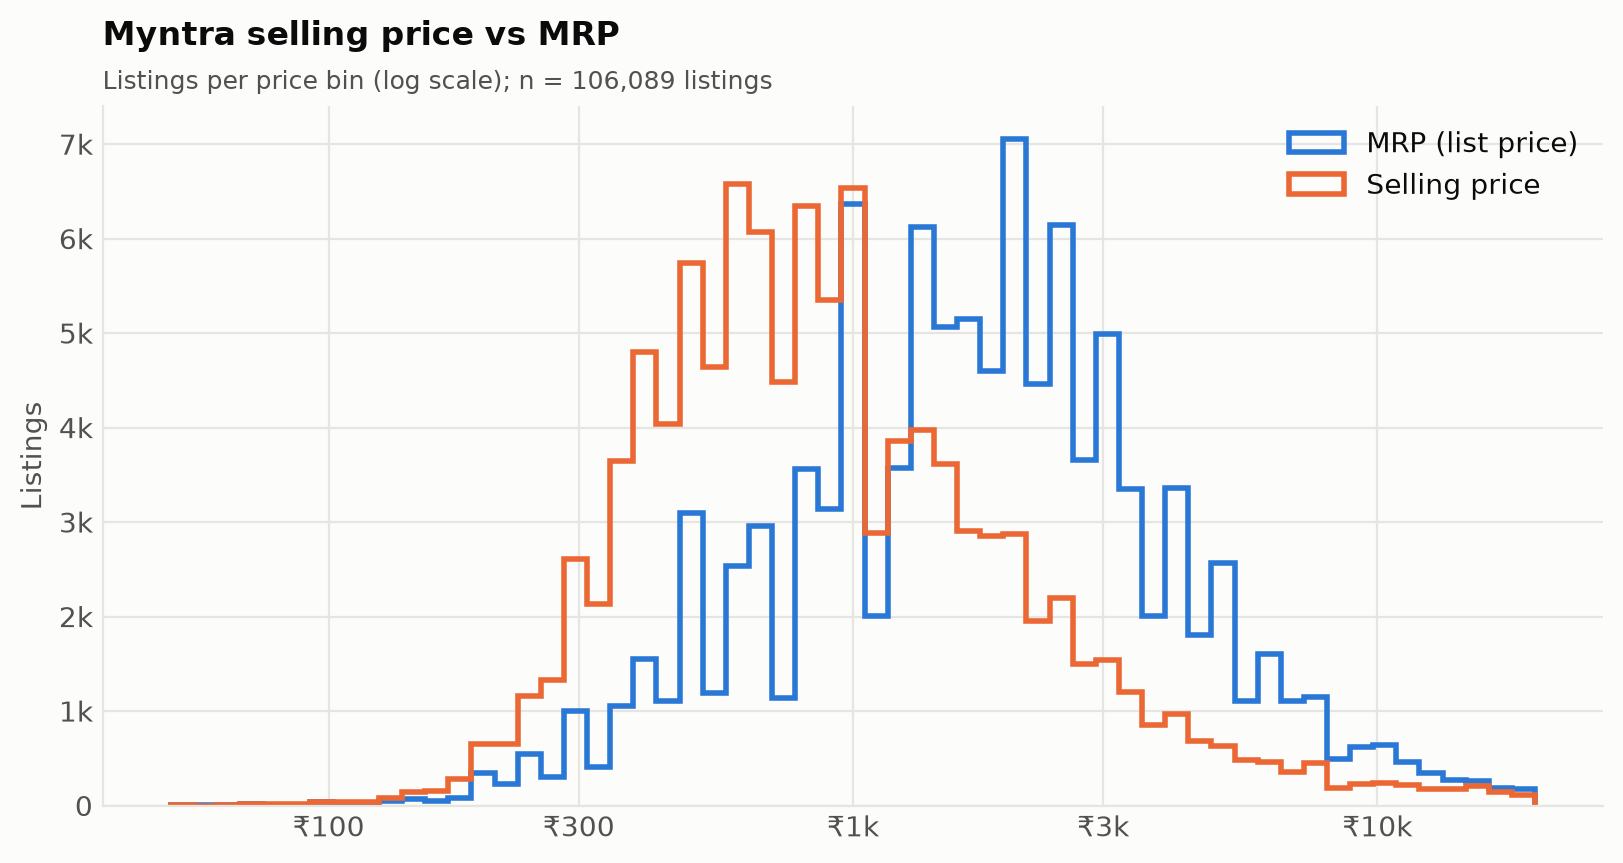 Myntra selling price vs MRP
Listings per price bin (log scale); n = 106,089 listings
MRP (list price)
Selling price
Listings
7k
6k
5k
4k
3k
2k
1k
0
₹100 ₹300 ₹1k ₹3k ₹10k